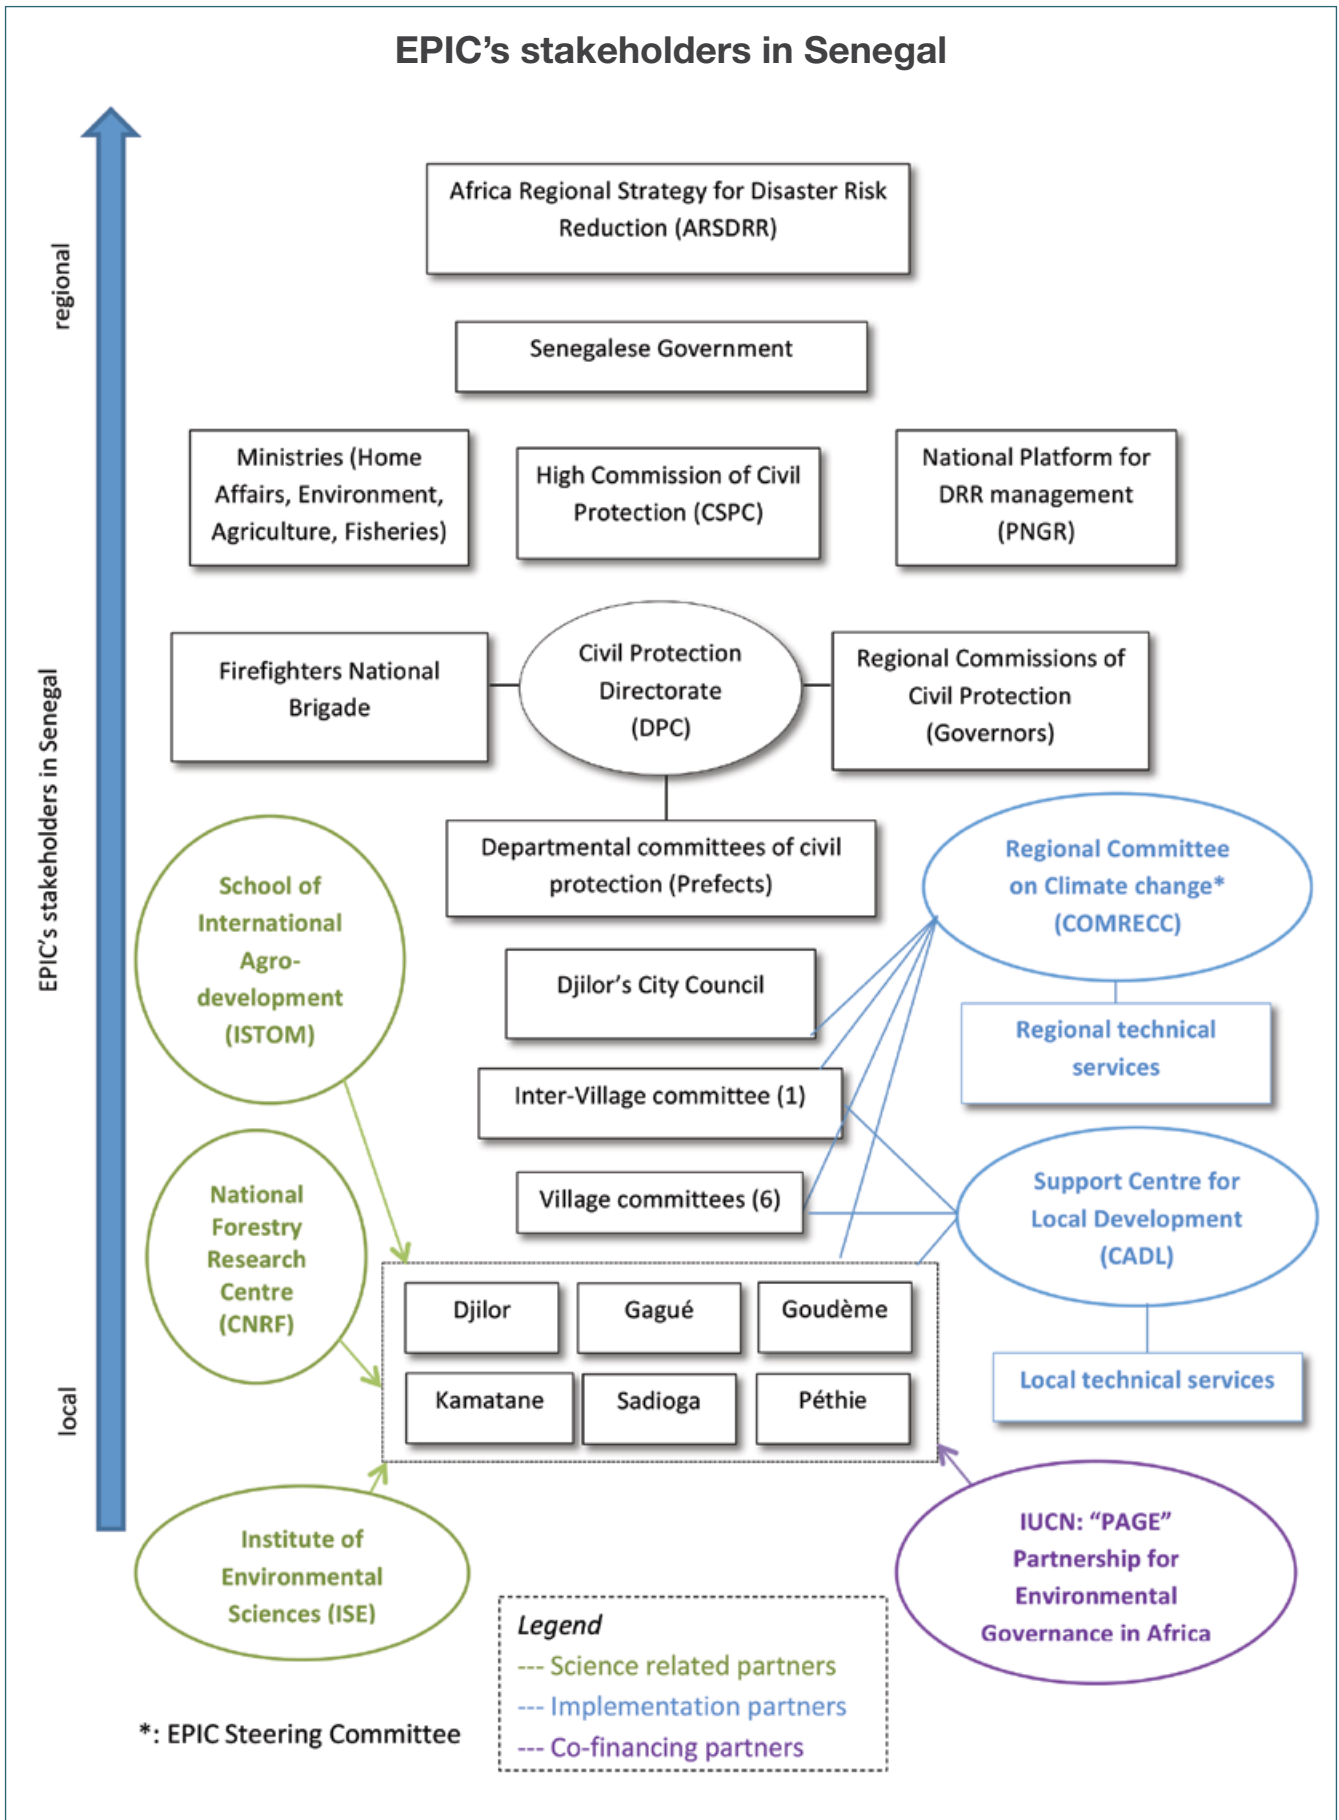 EPIC’s stakeholders in Senegal
regional
EPIC’s stakeholders in Senegal
local
Africa Regional Strategy for Disaster Risk
Reduction (ARSDRR)
Senegalese Government
Ministries (Home
Affairs, Environment,
Agriculture, Fisheries)
High Commission of Civil
Protection (CSPC)
National Platform for
DRR management
(PNGR)
Firefighters National
Brigade
Civil Protection
Directorate
(DPC)
Regional Commissions of
Civil Protection
(Governors)
Departmental committees of civil
protection (Prefects)
School of
International
Agro-
development
(ISTOM)
Regional Committee
on Climate change*
(COMRECC)
Djilor’s City Council
Regional technical
services
Inter-Village committee (1)
National
Forestry
Research
Centre
(CNRF)
Village committees (6)
Support Centre for
Local Development
(CADL)
Djilor
Gagué
Goudème
Kamatane
Sadioga
Péthie
Local technical services
Institute of
Environmental
Sciences (ISE)
IUCN: “PAGE”
Partnership for
Environmental
Governance in Africa
Legend
--- Science related partners
--- Implementation partners
--- Co-financing partners
*: EPIC Steering Committee